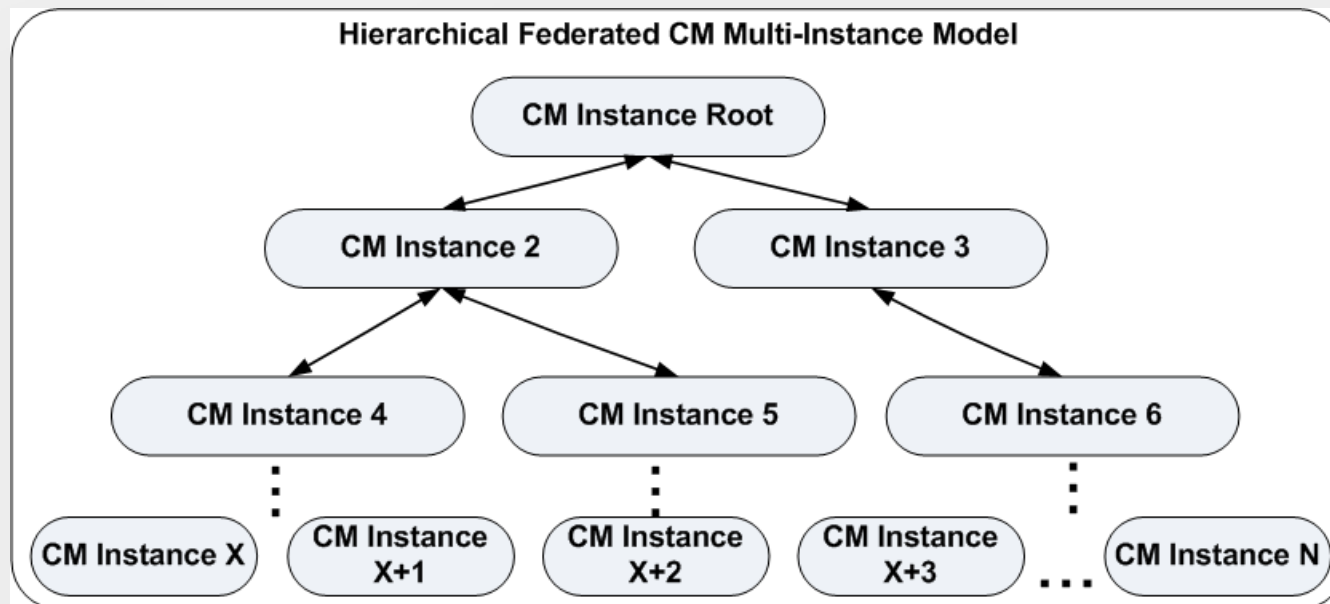 Hierarchical Federated CM Multi-Instance Model
CM Instance Root
CM Instance 2
CM Instance 3
CM Instance 4
CM Instance 5
CM Instance 6
CM Instance X
CM Instance
X+1
CM Instance
X+2
CM Instance
X+3
CM Instance N